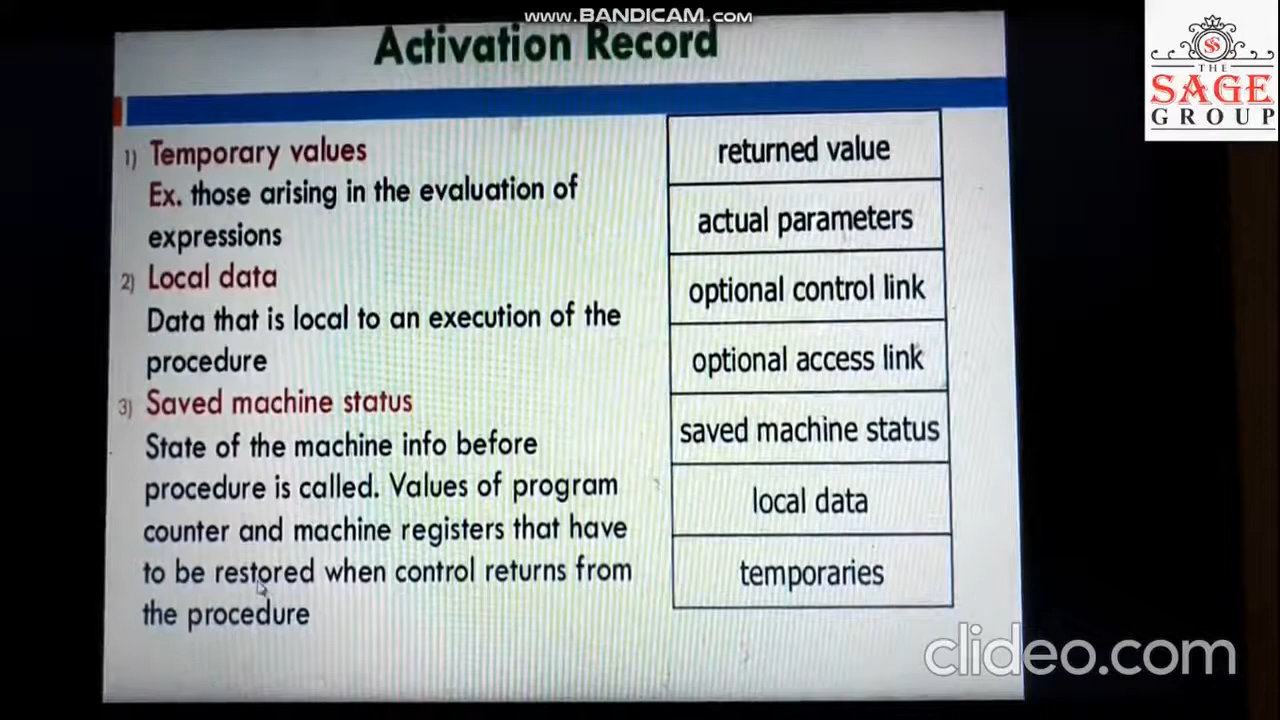 www.BANDICAM.com
Activation Record
THE
SAGE
GROUP
1) Temporary values
Ex. those arising in the evaluation of
expressions
2) Local data
Data that is local to an execution of the
procedure
3) Saved machine status
State of the machine info before
procedure is called. Values of program
counter and machine registers that have
to be restored when control returns from
the procedure
returned value
actual parameters
optional control link
optional access link
saved machine status
local data
temporaries
clideo.com